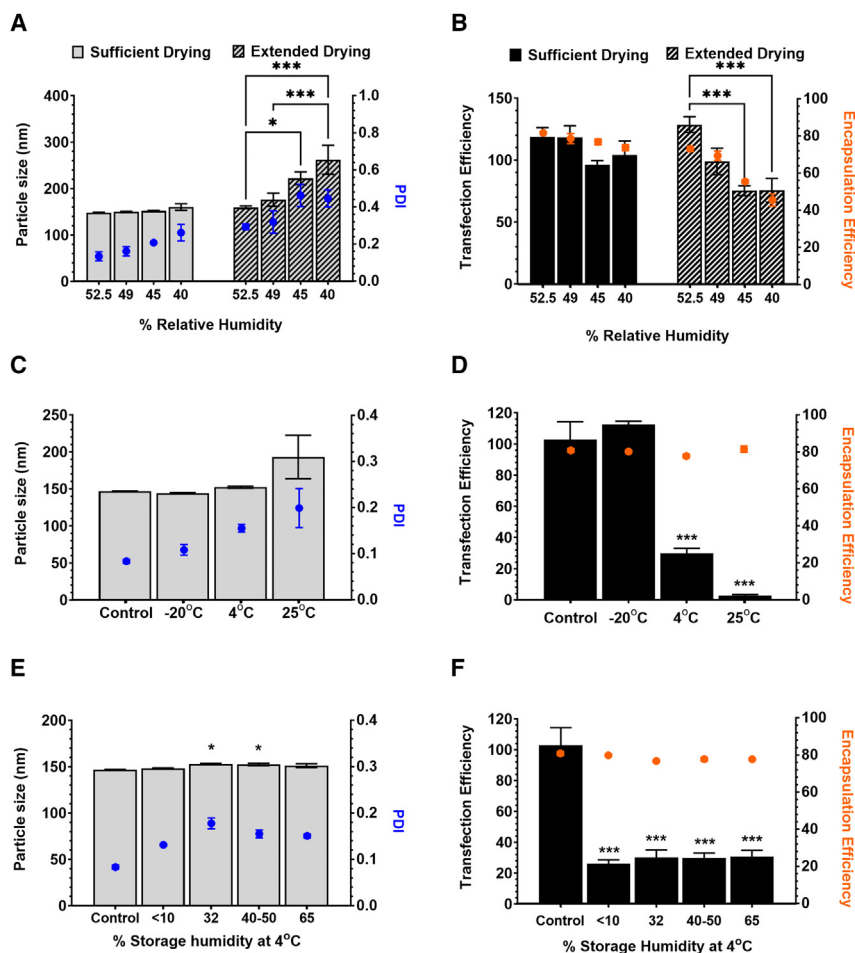 A
Sufficient Drying Extended Drying
***
***
*
400
300
200
100
0
Particle size (nm)
1.0
0.8
0.6
0.4
0.2
0.0
PDI
52.5 49 45 40 52.5 49 45 40
% Relative Humidity
B
Sufficient Drying Extended Drying
***
***
150
125
100
75
50
25
0
Transfection Efficiency
100
80
60
40
20
0
Encapsulation Efficiency
52.5 49 45 40 52.5 49 45 40
% Relative Humidity
C
250
200
150
100
50
0
Particle size (nm)
0.4
0.3
0.2
0.1
0.0
PDI
Control -20°C 4°C 25°C
D
120
100
80
60
40
20
0
Transfection Efficiency
100
80
60
40
20
0
Encapsulation Efficiency
***
***
Control -20°C 4°C 25°C
E
200
150
100
50
0
Particle size (nm)
0.4
0.3
0.2
0.1
0.0
PDI
* *
Control <10 32 40-50 65
% Storage humidity at 4°C
F
120
100
80
60
40
20
0
Transfection Efficiency
100
80
60
40
20
0
Encapsulation Efficiency
*** *** *** ***
Control <10 32 40-50 65
% Storage Humidity at 4°C